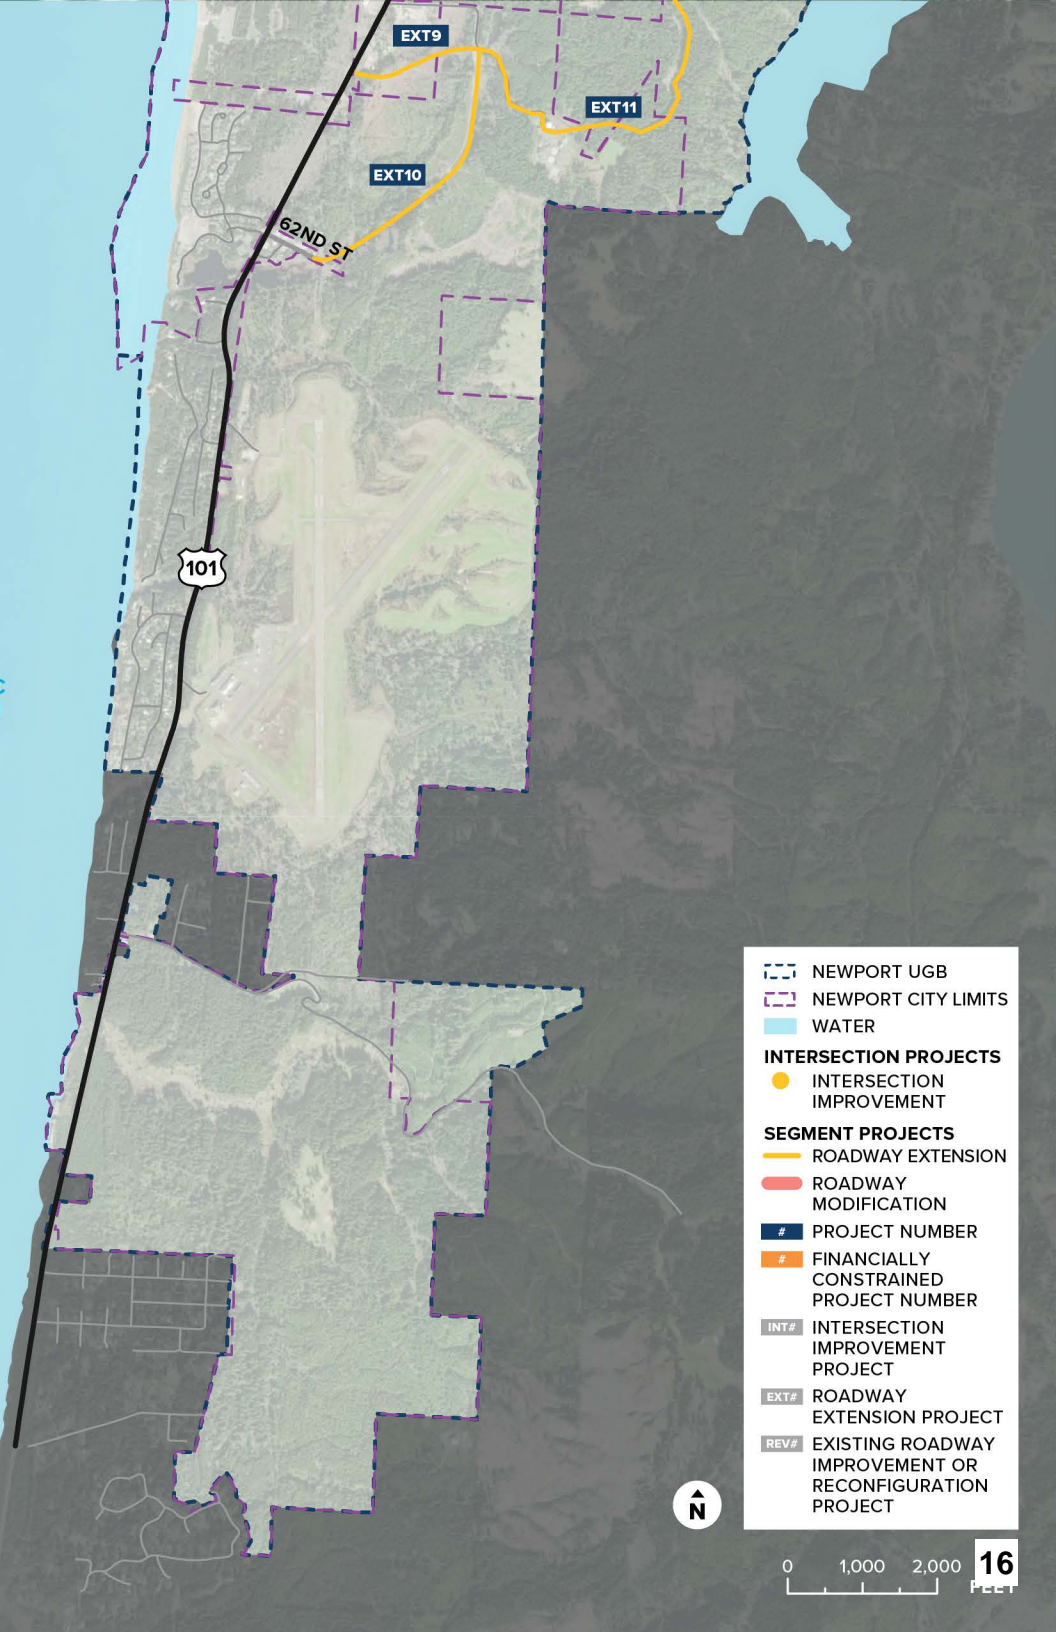 EXT9
EXT11
EXT10
62ND ST
101
C
NEWPORT UGB
NEWPORT CITY LIMITS
WATER
INTERSECTION PROJECTS
INTERSECTION
IMPROVEMENT
SEGMENT PROJECTS
ROADWAY EXTENSION
ROADWAY
MODIFICATION
# PROJECT NUMBER
# FINANCIALLY
CONSTRAINED
PROJECT NUMBER
INT# INTERSECTION
IMPROVEMENT
PROJECT
EXT# ROADWAY
EXTENSION PROJECT
REV# EXISTING ROADWAY
IMPROVEMENT OR
RECONFIGURATION
PROJECT
N
0 1,000 2,000
FEET
16